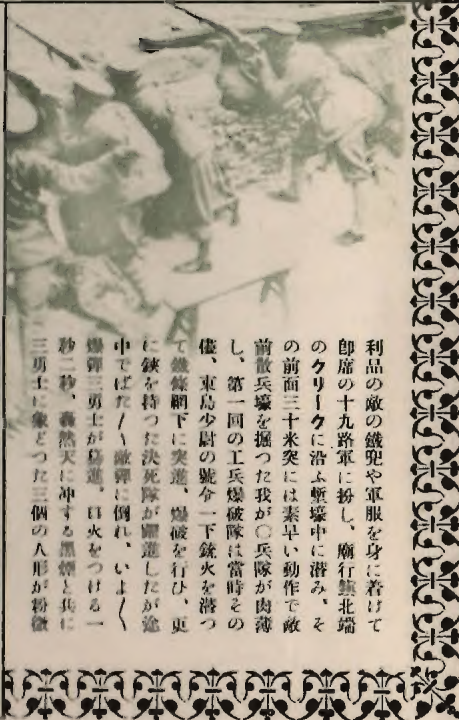 利品の敵の鐵兜や軍服を身に着けて
卽席の十九路軍に扮し、廟行鎭北端
のクリークに沿ふ塹壕中に潜み、そ
の前面三十米突には素早い動作で敵
前散兵壕を掘つた我が〇兵隊が肉薄
し、第一回の工兵爆破隊は當時その
儘、東島少尉の號令一下銃火を潜つ
て鐵條網下に突進、爆破を行ひ、更
に鋏を持つた決死隊が躍進したが途
中でばた〳〵敵彈に倒れ、いよ〳〵
爆彈三勇士が驀進、口火をつける一
秒二秒、轟然天に冲する黑煙と共に
三勇士に象どつた三個の人形が粉微